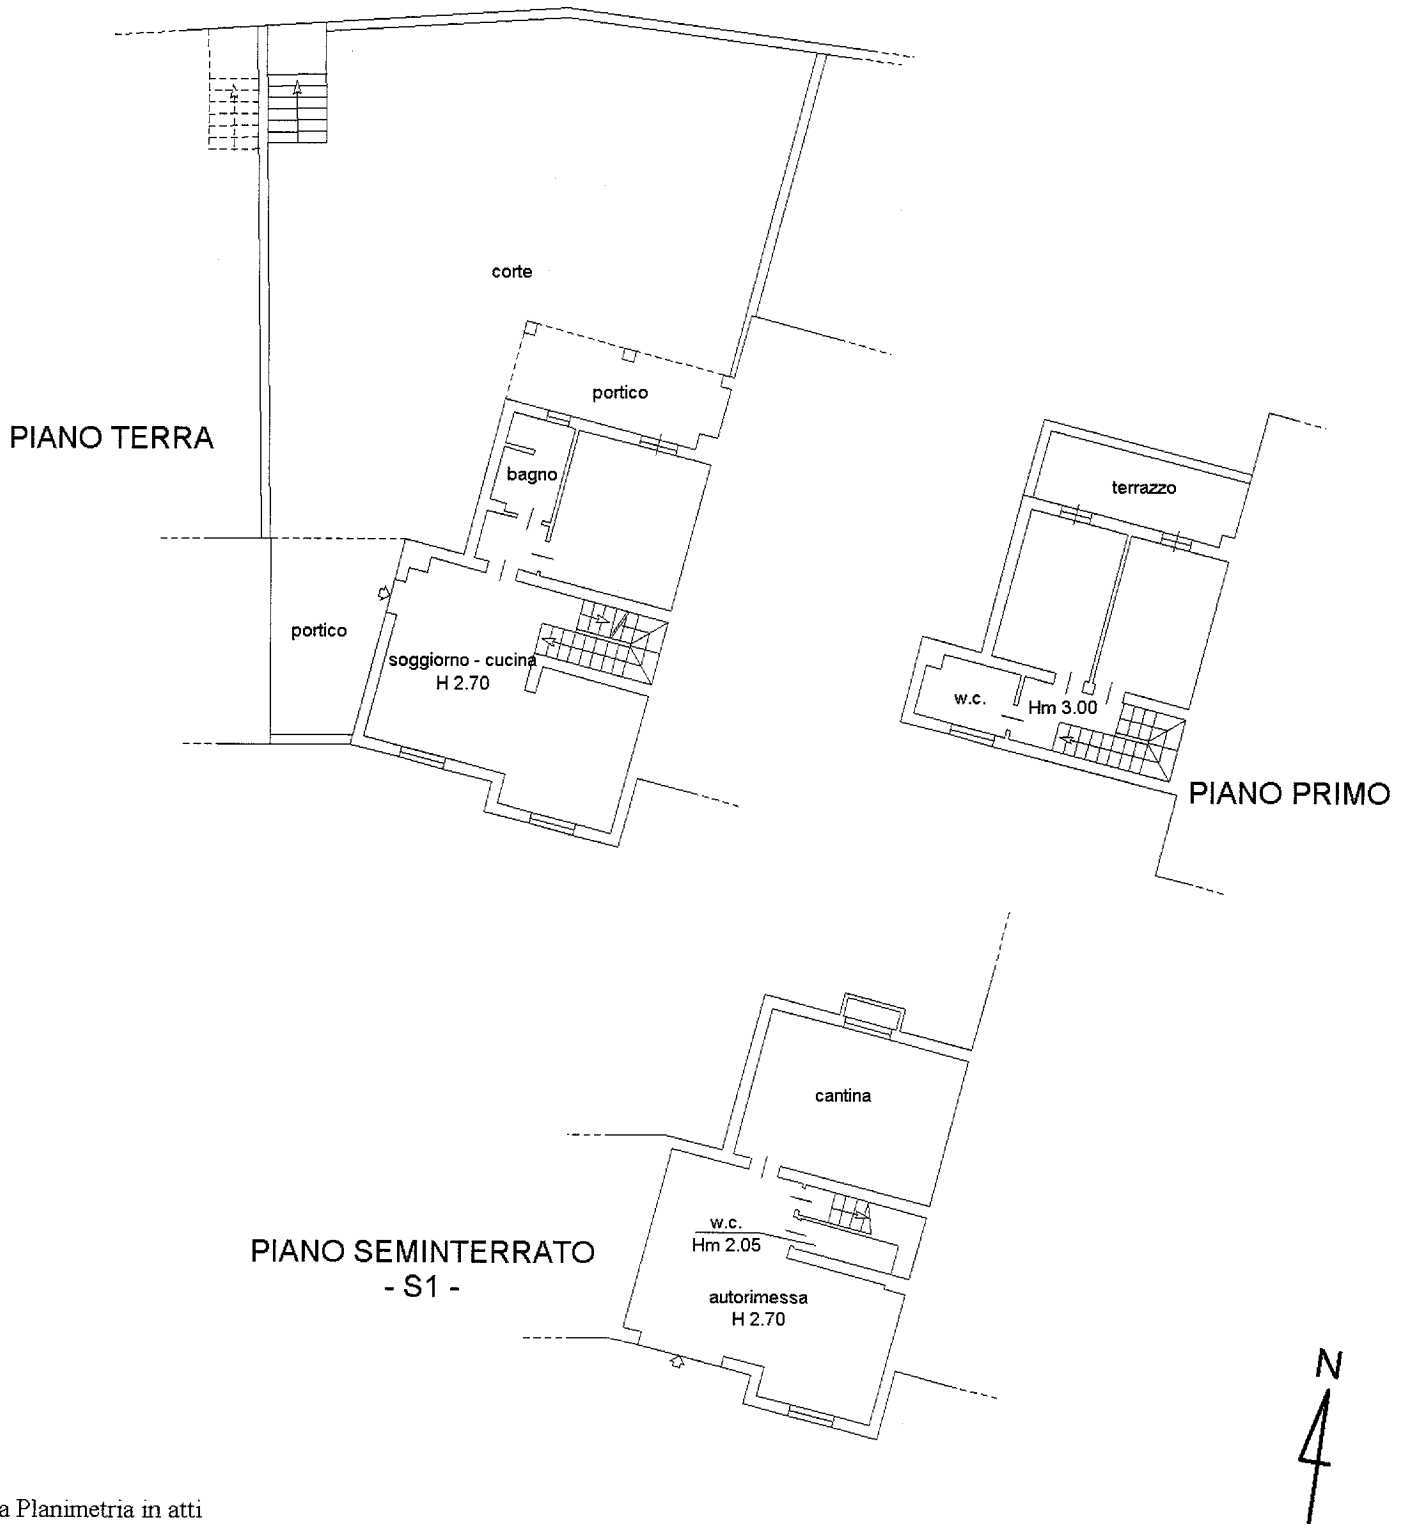 corte
portico
PIANO TERRA
bagno
terrazzo
portico
soggiorno - cucina
H 2.70
w.c.
Hm 3.00
PIANO PRIMO
cantina
w.c.
Hm 2.05
PIANO SEMINTERRATO
- S1 -
autorimessa
H 2.70
N
a Planimetria in atti